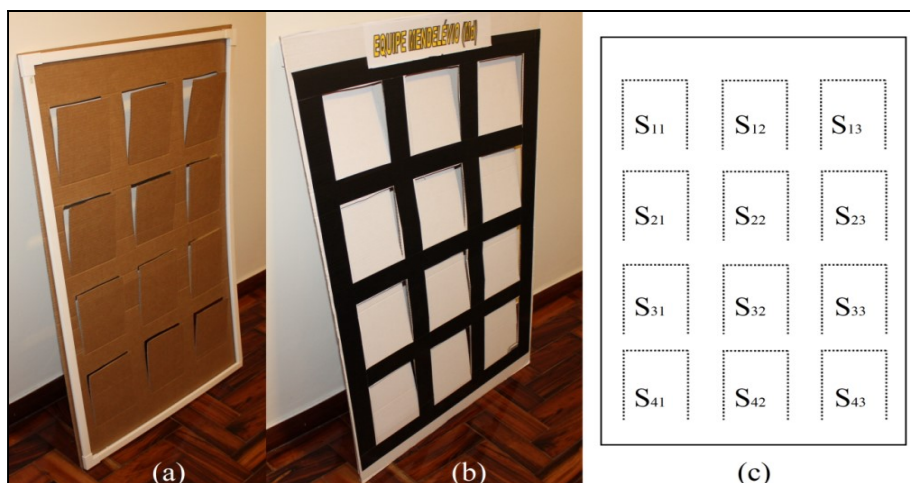 EQUIPE MENDELÉVIO (Md)
S11 S12 S13
S21 S22 S23
S31 S32 S33
S41 S42 S43
(a) (b) (c)